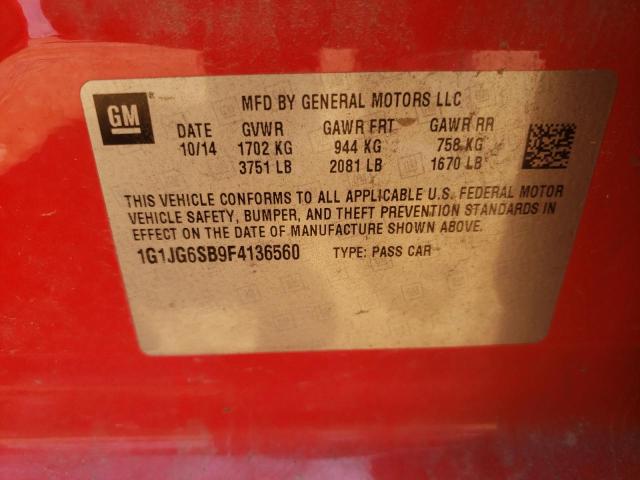 GM
MFD BY GENERAL MOTORS LLC
DATE GVWR GAWR FRT GAWR RR
10/14 1702 KG 944 KG 758 KG
3751 LB 2081 LB 1670 LB
THIS VEHICLE CONFORMS TO ALL APPLICABLE U.S. FEDERAL MOTOR
VEHICLE SAFETY, BUMPER, AND THEFT PREVENTION STANDARDS IN
EFFECT ON THE DATE OF MANUFACTURE SHOWN ABOVE.
1G1JG6SB9F4136560 TYPE: PASS CAR